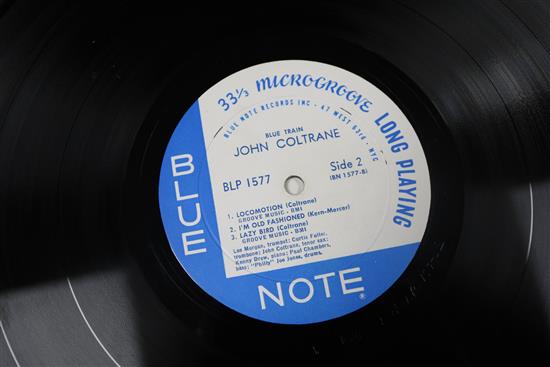 33⅓ MICROGROOVE LONG PLAYING
BLUE NOTE RECORDS INC • 47 WEST 63rd • NYC
BLUE TRAIN
JOHN COLTRANE
BLP 1577
Side 2
(BN 1577-B)
1. LOCOMOTION (Coltrane)
GROOVE MUSIC - BMI
2. I'M OLD FASHIONED (Kern-Mercer)
3. LAZY BIRD (Coltrane)
GROOVE MUSIC - BMI
Lee Morgan, trumpet; Curtis Fuller,
trombone; John Coltrane, tenor sax;
Kenny Drew, piano; Paul Chambers,
bass; "Philly" Joe Jones, drums.
BLUE
NOTE®